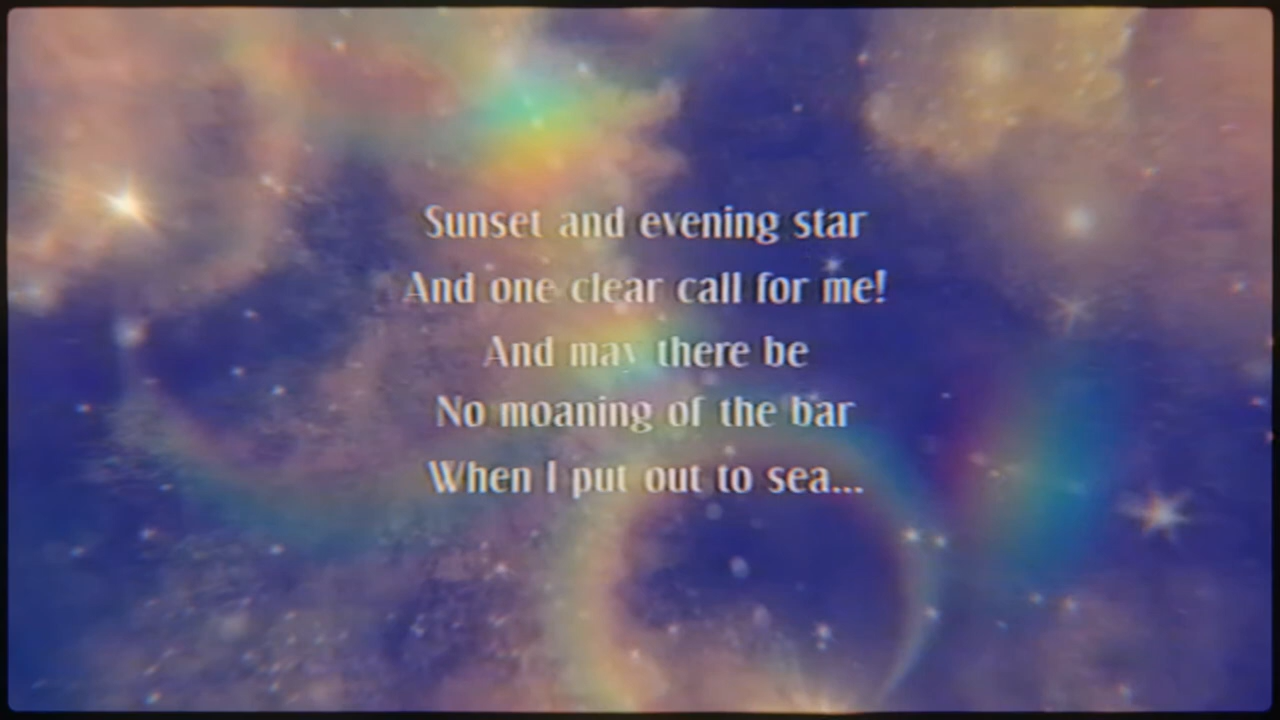 Sunset and evening star
And one clear call for me!
And may there be
No moaning of the bar
When I put out to sea...